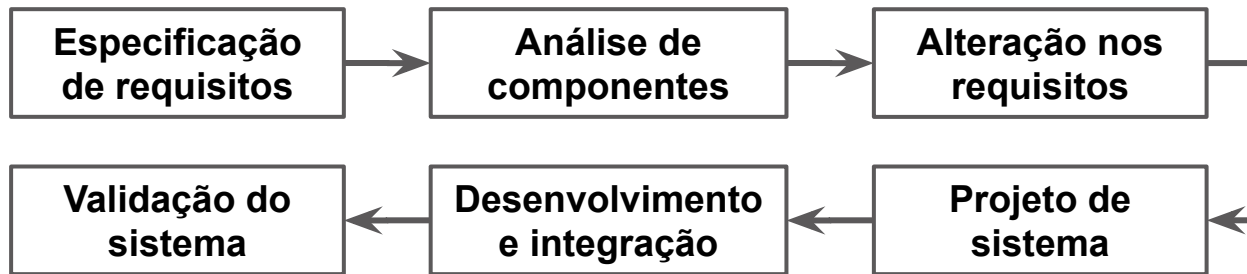 Especificação
de requisitos
Análise de
componentes
Alteração nos
requisitos
Validação do
sistema
Desenvolvimento
e integração
Projeto de
sistema